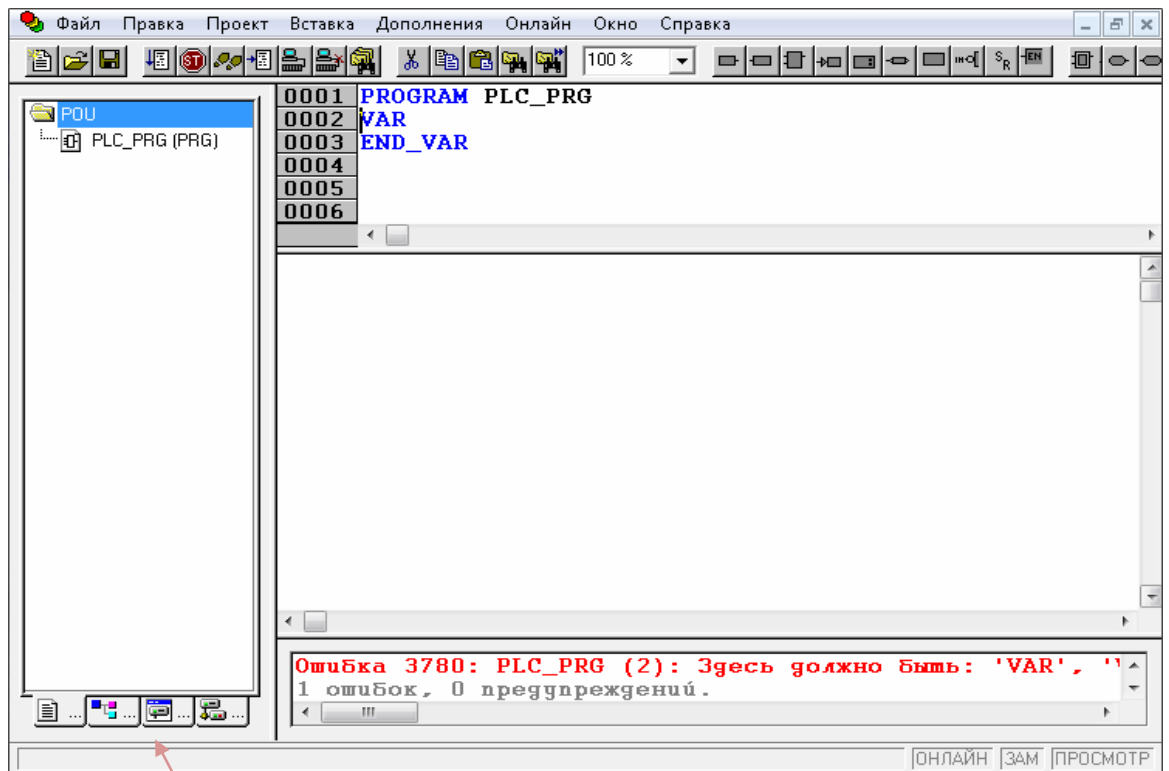 Файл Правка Проект Вставка Дополнения Онлайн Окно Справка
100 %
POU
PLC_PRG (PRG)
0001 PROGRAM PLC_PRG
0002 VAR
0003 END_VAR
0004
0005
0006
Ошибка 3780: PLC_PRG (2): Здесь должно быть: 'VAR', '
1 ошибок, 0 предупреждений.
ОНЛАЙН ЗАМ ПРОСМОТР